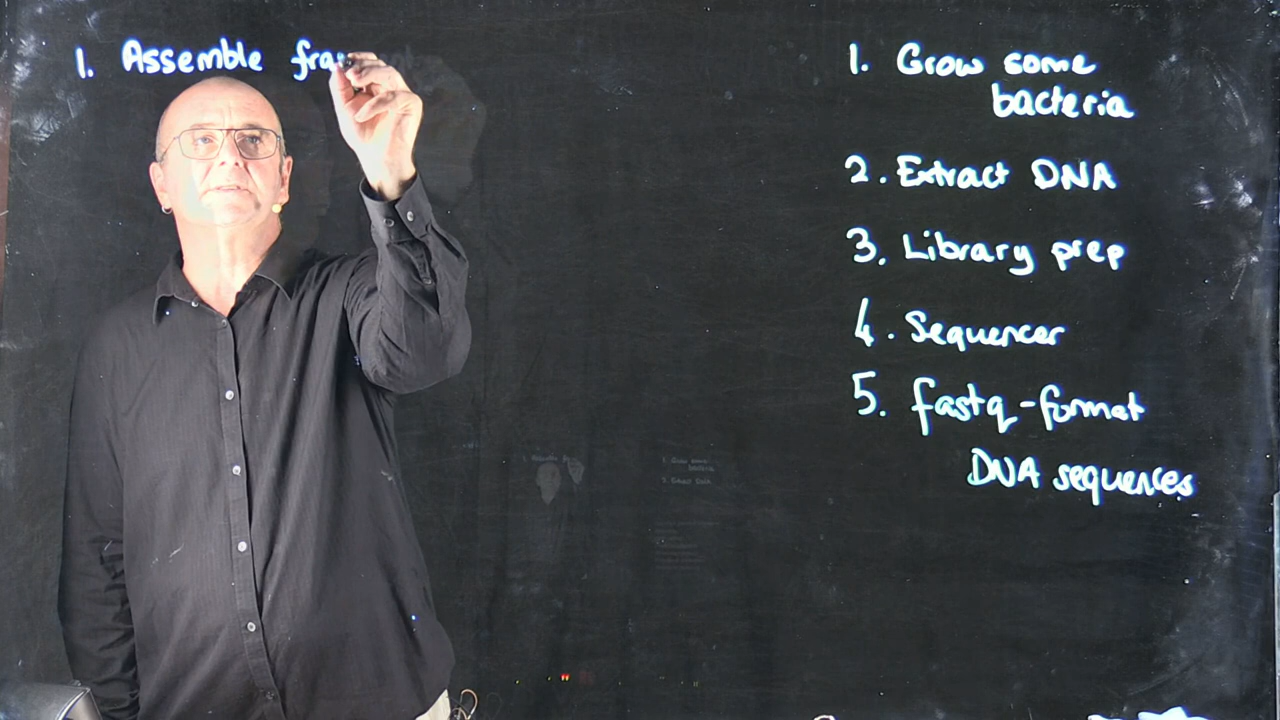 1. Assemble frag
1. Grow some
bacteria
2. Extract DNA
3. Library prep
4. Sequencer
5. fastq-format
DNA sequences